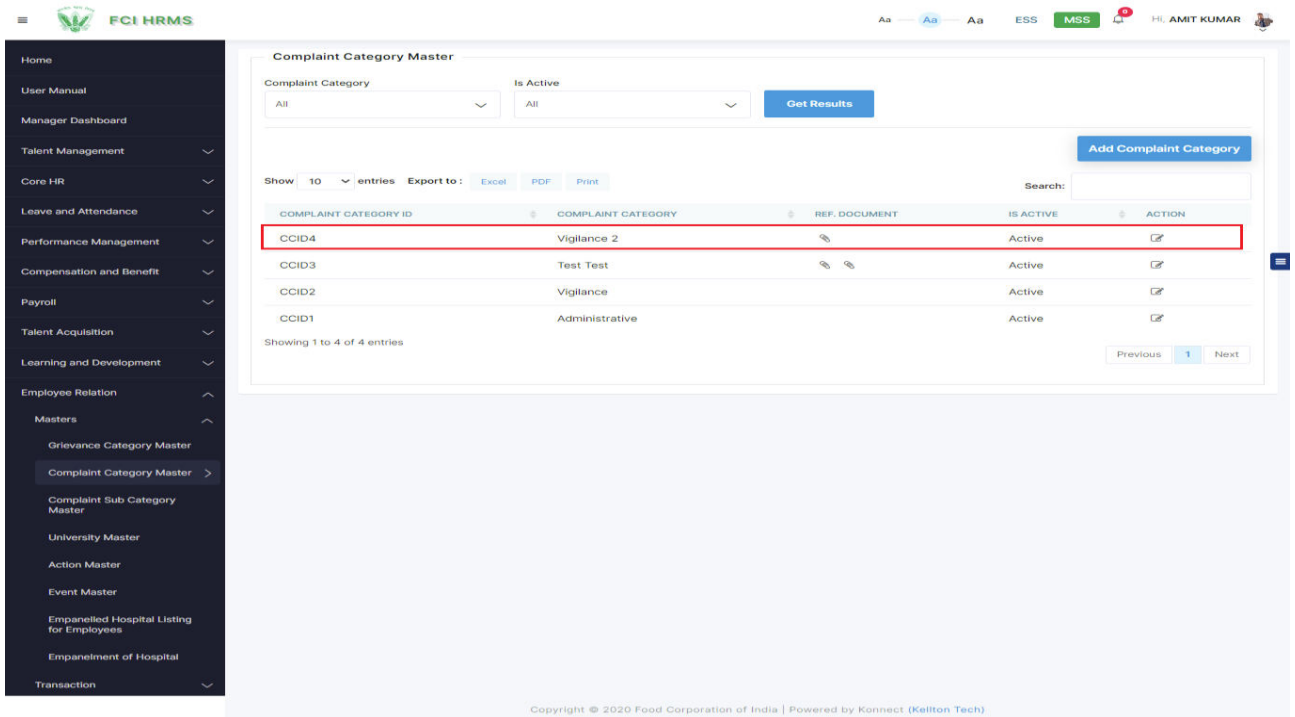 FCI HRMS
Aa Aa Aa ESS MSS 0 Hi, AMIT KUMAR
Home
User Manual
Manager Dashboard
Talent Management
Core HR
Leave and Attendance
Performance Management
Compensation and Benefit
Payroll
Talent Acquisition
Learning and Development
Employee Relation
Masters
Grievance Category Master
Complaint Category Master
Complaint Sub Category
Master
University Master
Action Master
Event Master
Empanelled Hospital Listing
for Employees
Empanelment of Hospital
Transaction
Complaint Category Master
Complaint Category Is Active
All All Get Results
Add Complaint Category
Show 10 entries Export to : Excel PDF Print Search:
COMPLAINT CATEGORY ID COMPLAINT CATEGORY REF. DOCUMENT IS ACTIVE ACTION
CCID4 Vigilance 2 Active
CCID3 Test Test Active
CCID2 Vigilance Active
CCID1 Administrative Active
Showing 1 to 4 of 4 entries
Previous 1 Next
Copyright © 2020 Food Corporation of India | Powered by Konnect (Kellton Tech)